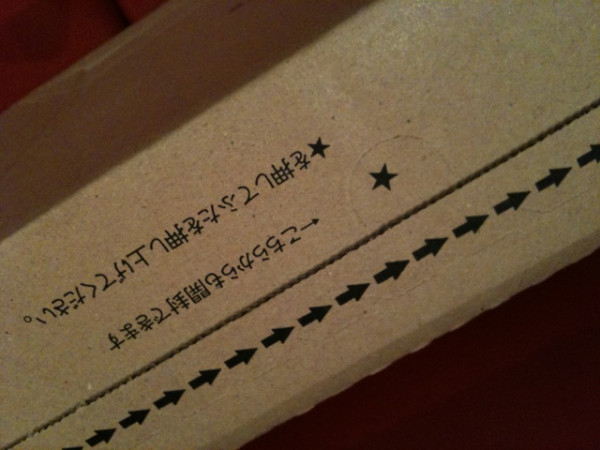 ←こちらからも開封できます
★を押してふたを押し上げてください。